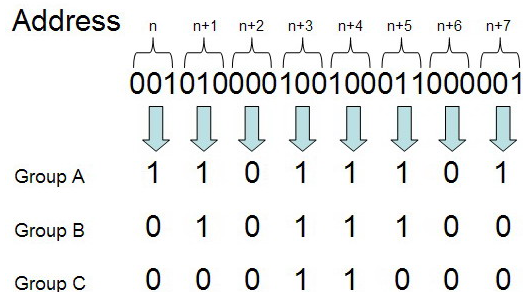 Address n n+1 n+2 n+3 n+4 n+5 n+6 n+7
001010000100100011000001
Group A 1 1 0 1 1 1 0 1
Group B 0 1 0 1 1 1 0 0
Group C 0 0 0 1 1 0 0 0